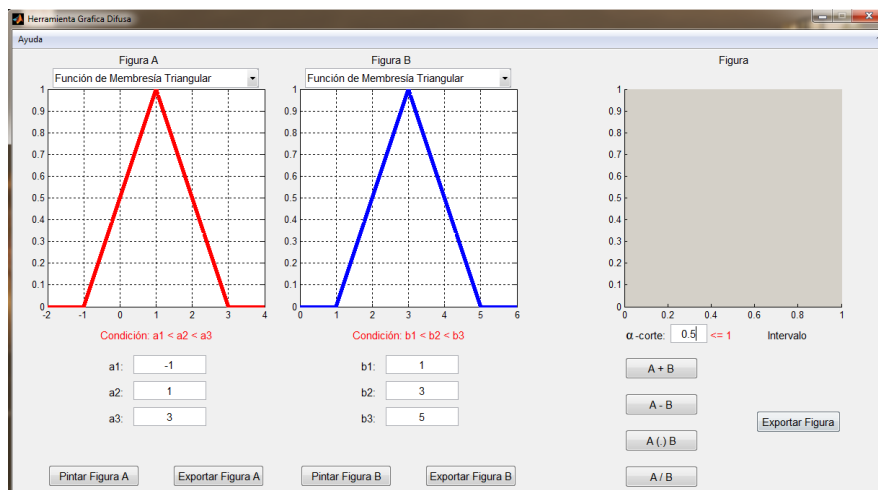 Herramienta Grafica Difusa
Ayuda
Figura A
Función de Membresía Triangular
1
0.9
0.8
0.7
0.6
0.5
0.4
0.3
0.2
0.1
0
-2 -1 0 1 2 3 4
Condición: a1 < a2 < a3
a1: -1
a2: 1
a3: 3
Pintar Figura A
Exportar Figura A
Figura B
Función de Membresía Triangular
1
0.9
0.8
0.7
0.6
0.5
0.4
0.3
0.2
0.1
0
0 1 2 3 4 5 6
Condición: b1 < b2 < b3
b1: 1
b2: 3
b3: 5
Pintar Figura B
Exportar Figura B
Figura
1
0.9
0.8
0.7
0.6
0.5
0.4
0.3
0.2
0.1
0
0 0.2 0.4 0.6 0.8 1
α -corte: 0.5 <= 1 Intervalo
A + B
A - B
A (.) B
A / B
Exportar Figura